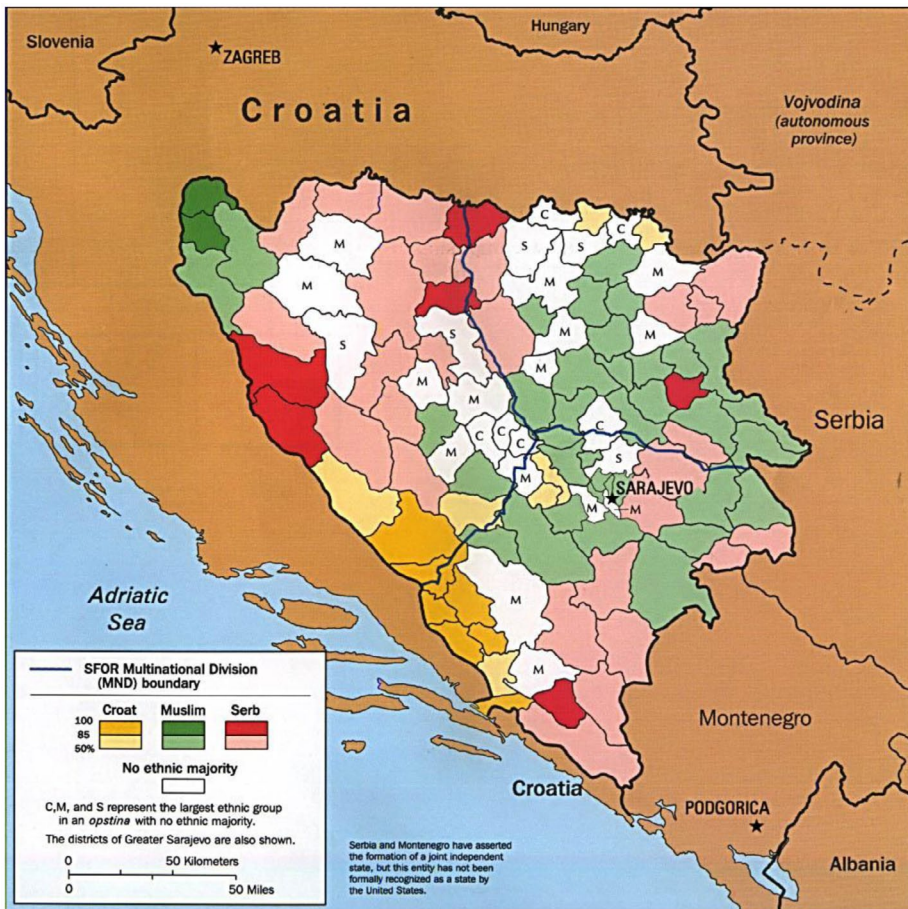 Slovenia
Hungary
ZAGREB
Croatia
Vojvodina
(autonomous
province)
C
C
M
S
S
M
M
M
S
S
M
M
M
M
M
C
C
C
C
M
S
M
SARAJEVO
M
M
Serbia
Adriatic
Sea
M
M
Montenegro
Croatia
PODGORICA
Albania
SFOR Multinational Division
(MND) boundary
Croat Muslim Serb
100
85
50%
No ethnic majority
C,M, and S represent the largest ethnic group
in an opstina with no ethnic majority.
The districts of Greater Sarajevo are also shown.
0 50 Kilometers
0 50 Miles
Serbia and Montenegro have asserted
the formation of a joint independent
state, but this entity has not been
formally recognized as a state by
the United States.